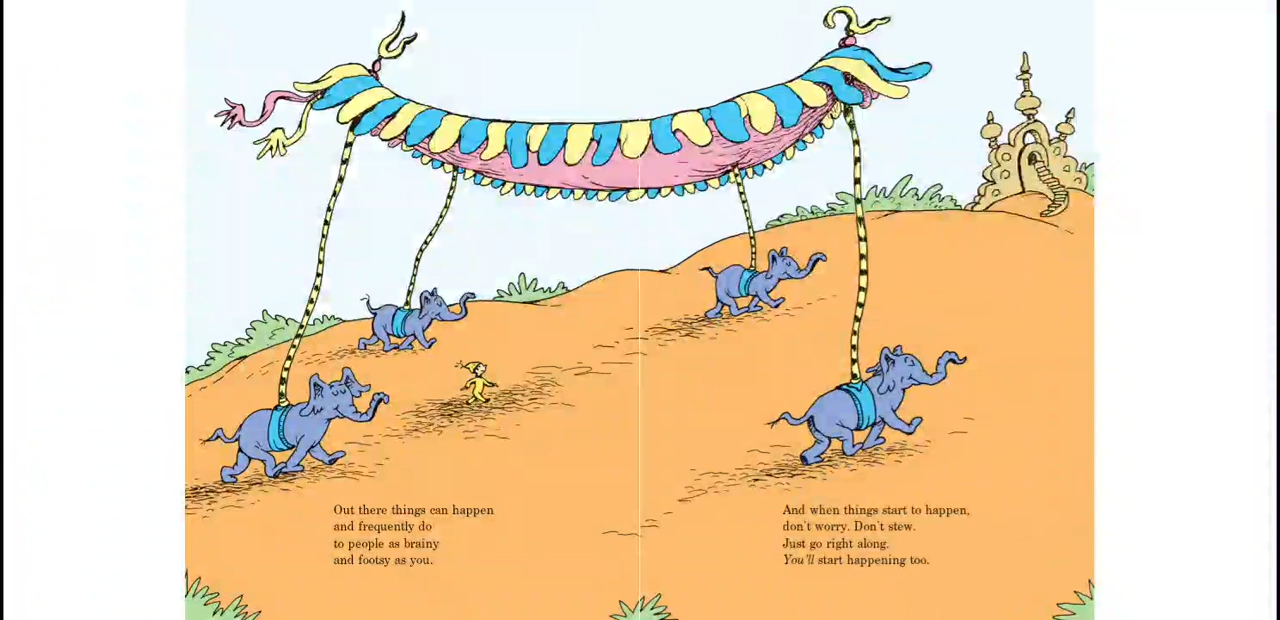 Out there things can happen
and frequently do
to people as brainy
and footsy as you.
And when things start to happen,
don't worry. Don't stew.
Just go right along.
You'll start happening too.